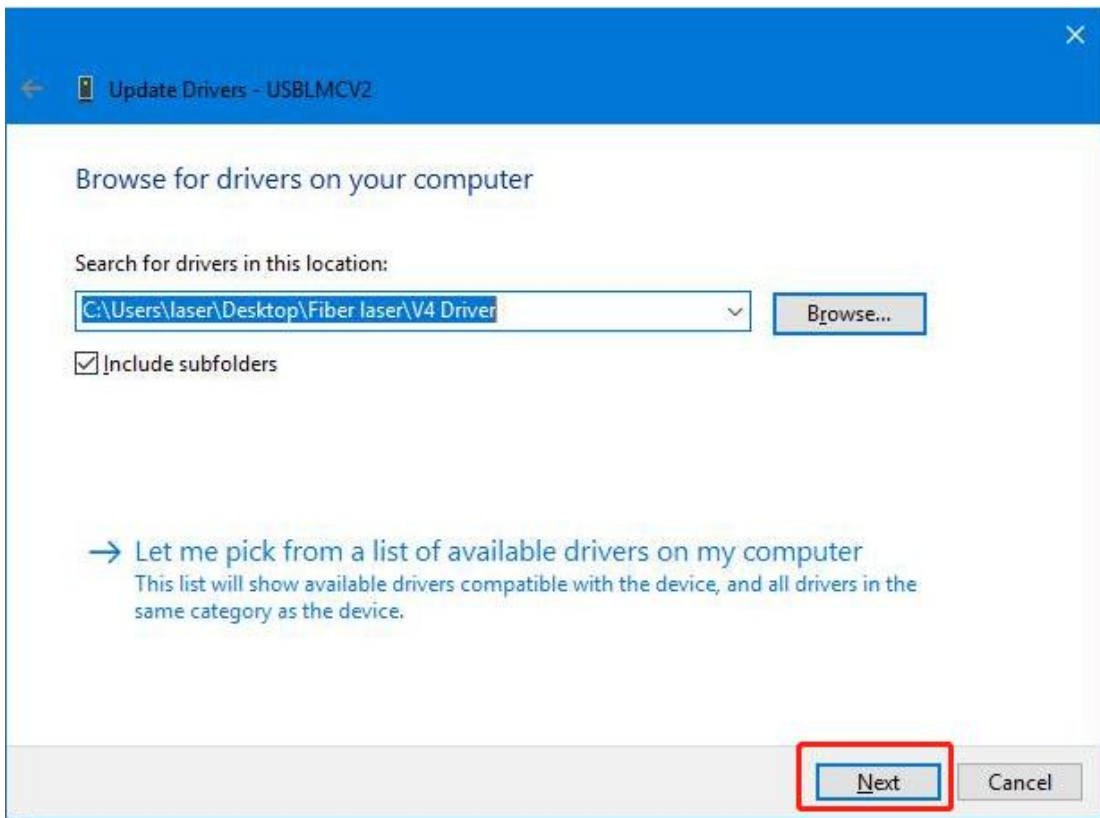 Update Drivers - USBLMCV2
Browse for drivers on your computer
Search for drivers in this location:
C:\Users\laser\Desktop\Fiber laser\V4 Driver
Browse...
Include subfolders
Let me pick from a list of available drivers on my computer
This list will show available drivers compatible with the device, and all drivers in the
same category as the device.
Next
Cancel